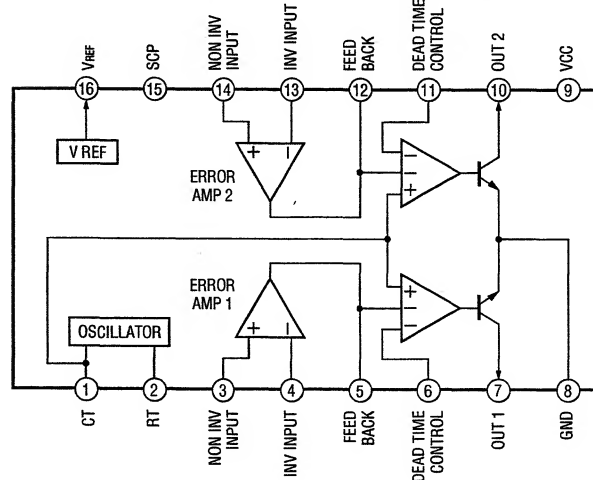 VREF
SCP
NON INV
INPUT
INV INPUT
FEED
BACK
DEAD TIME
CONTROL
OUT 2
VCC
16
15
14
13
12
11
10
9
V REF
+
−
ERROR
AMP 2
−
−
+
ERROR
AMP 1
+
−
+
−
−
OSCILLATOR
1
2
3
4
5
6
7
8
CT
RT
NON INV
INPUT
INV INPUT
FEED
BACK
DEAD TIME
CONTROL
OUT 1
GND